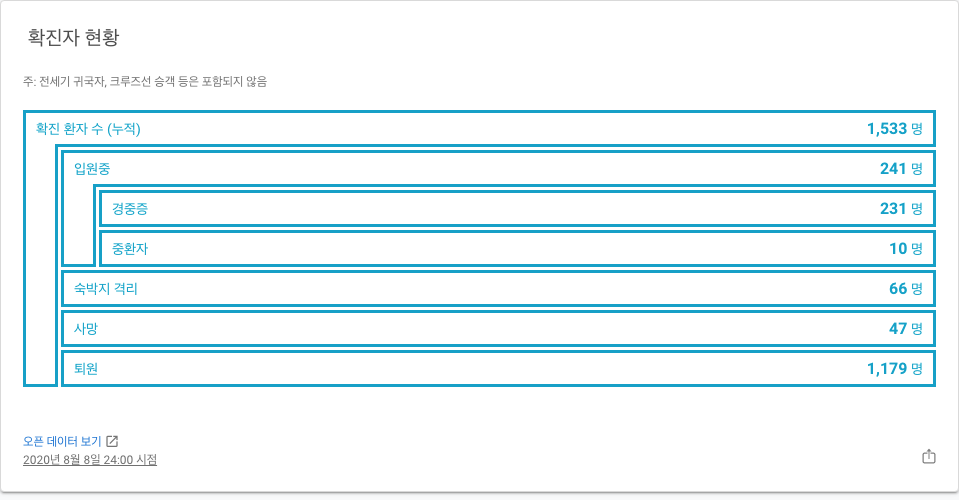 확진자 현황
주: 전세기 귀국자, 크루즈선 승객 등은 포함되지 않음
확진 환자 수 (누적) 1,533 명
입원중 241 명
경중증 231 명
중환자 10 명
숙박지 격리 66 명
사망 47 명
퇴원 1,179 명
오픈 데이터 보기
2020년 8월 8일 24:00 시점